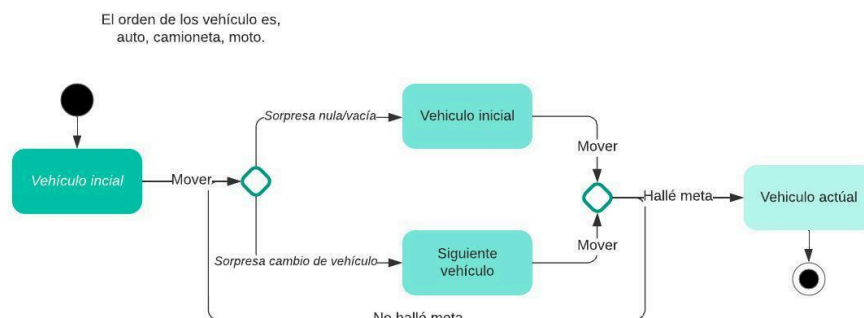 El orden de los vehículo es,
auto, camioneta, moto.
Sorpresa nula/vacía
Vehiculo inicial
Mover
Vehículo incial
Mover
Hallé meta
Vehiculo actúal
Sorpresa cambio de vehículo
Siguiente
vehículo
Mover
No hallé meta